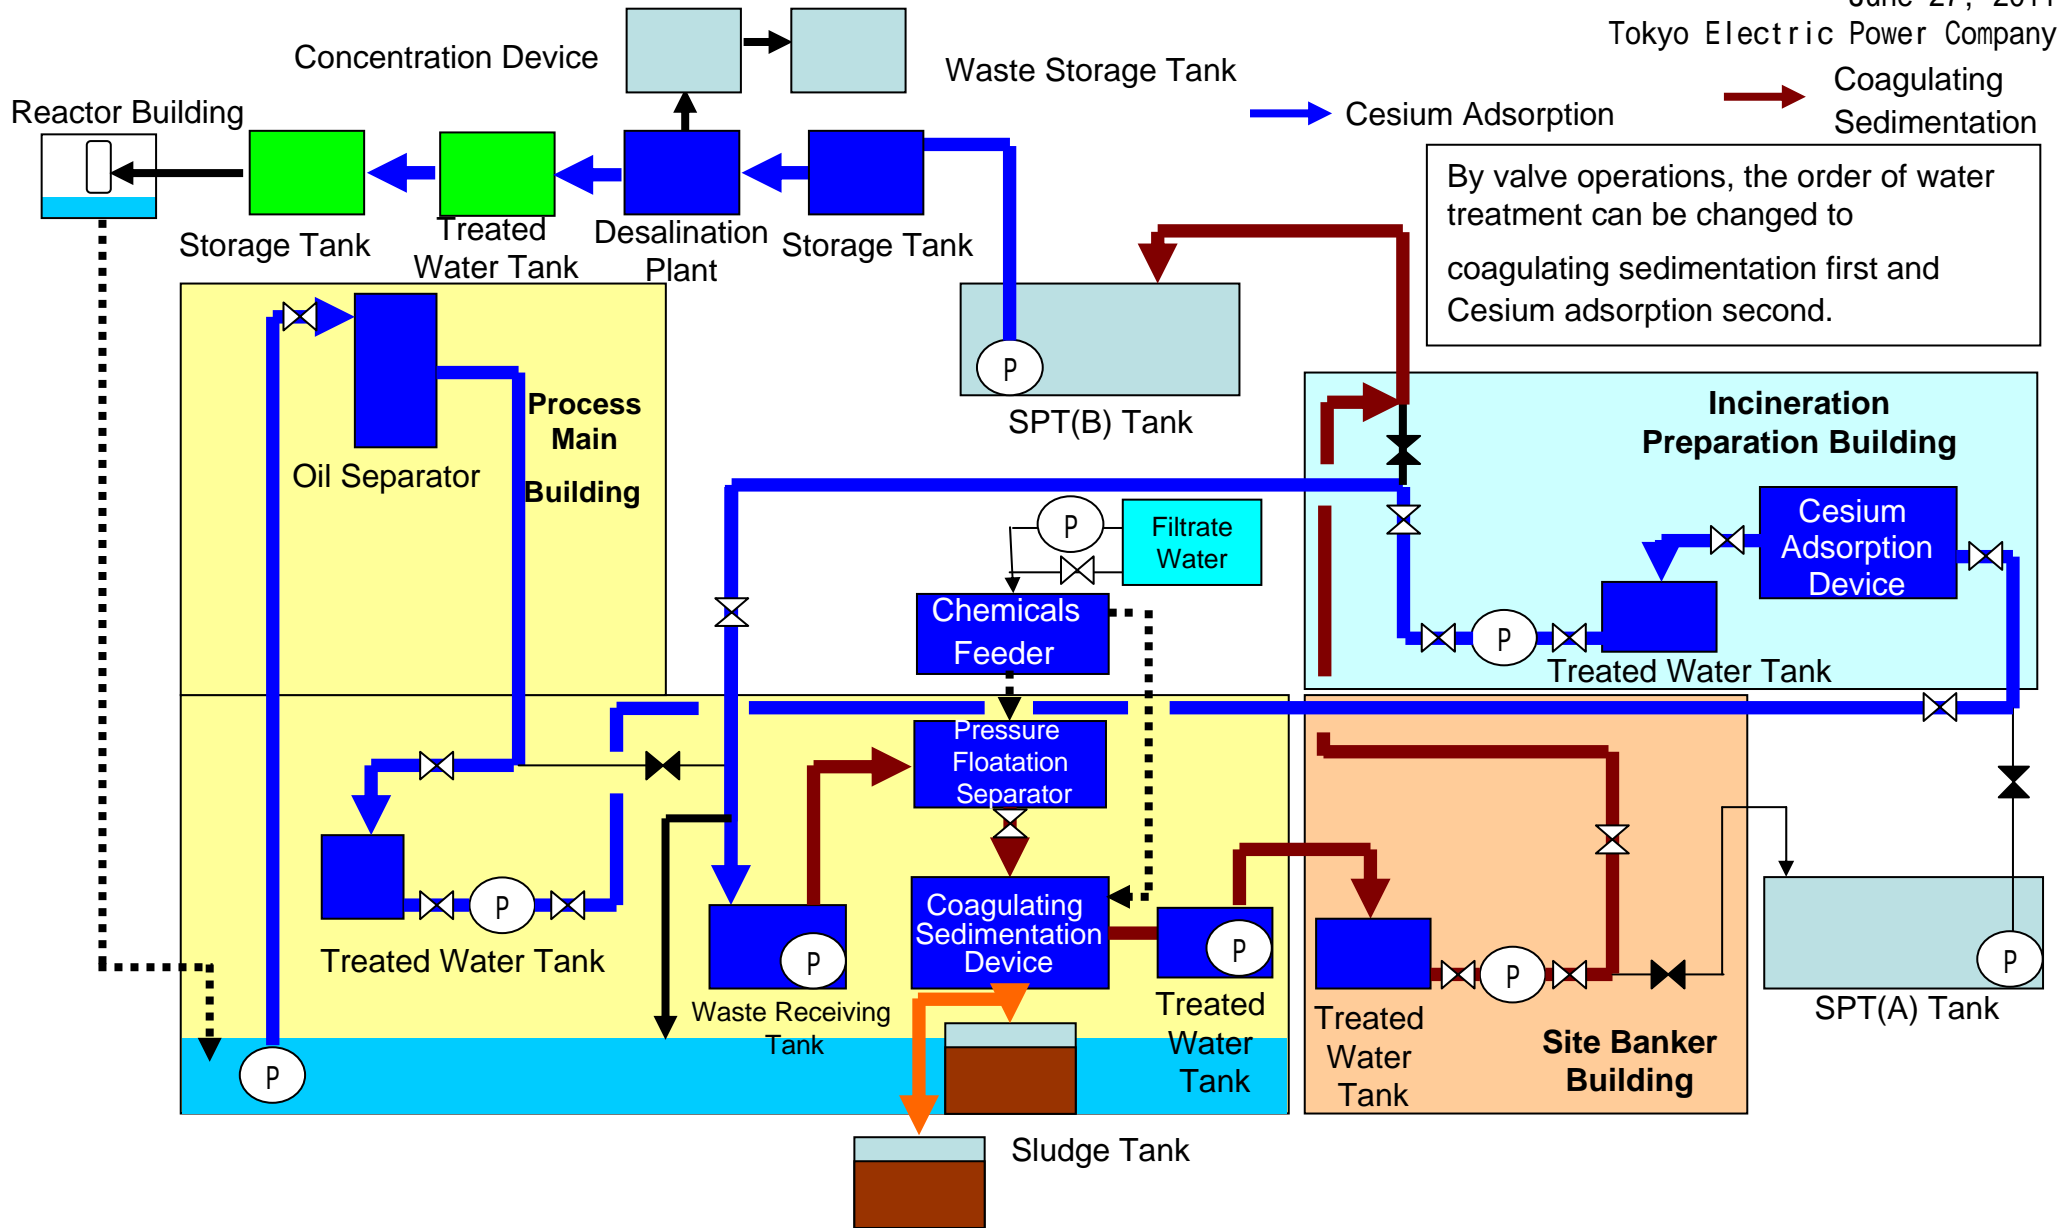 June 27, 2011
Tokyo Electric Power Company
Concentration Device
Waste Storage Tank
Coagulating
Sedimentation
Cesium Adsorption
Reactor Building
By valve operations, the order of water
treatment can be changed to
coagulating sedimentation first and
Cesium adsorption second.
Storage Tank
Treated
Water Tank
Desalination
Plant
Storage Tank
P
SPT(B) Tank
Process
Main
Building
Oil Separator
Incineration
Preparation Building
P
Filtrate
Water
Cesium
Adsorption
Device
Chemicals
Feeder
P
Treated Water Tank
Pressure
Floatation
Separator
P
Treated Water Tank
P
Waste Receiving
Tank
Coagulating
Sedimentation
Device
P
Treated
Water
Tank
P
Treated
Water
Tank
Site Banker
Building
P
SPT(A) Tank
P
Sludge Tank